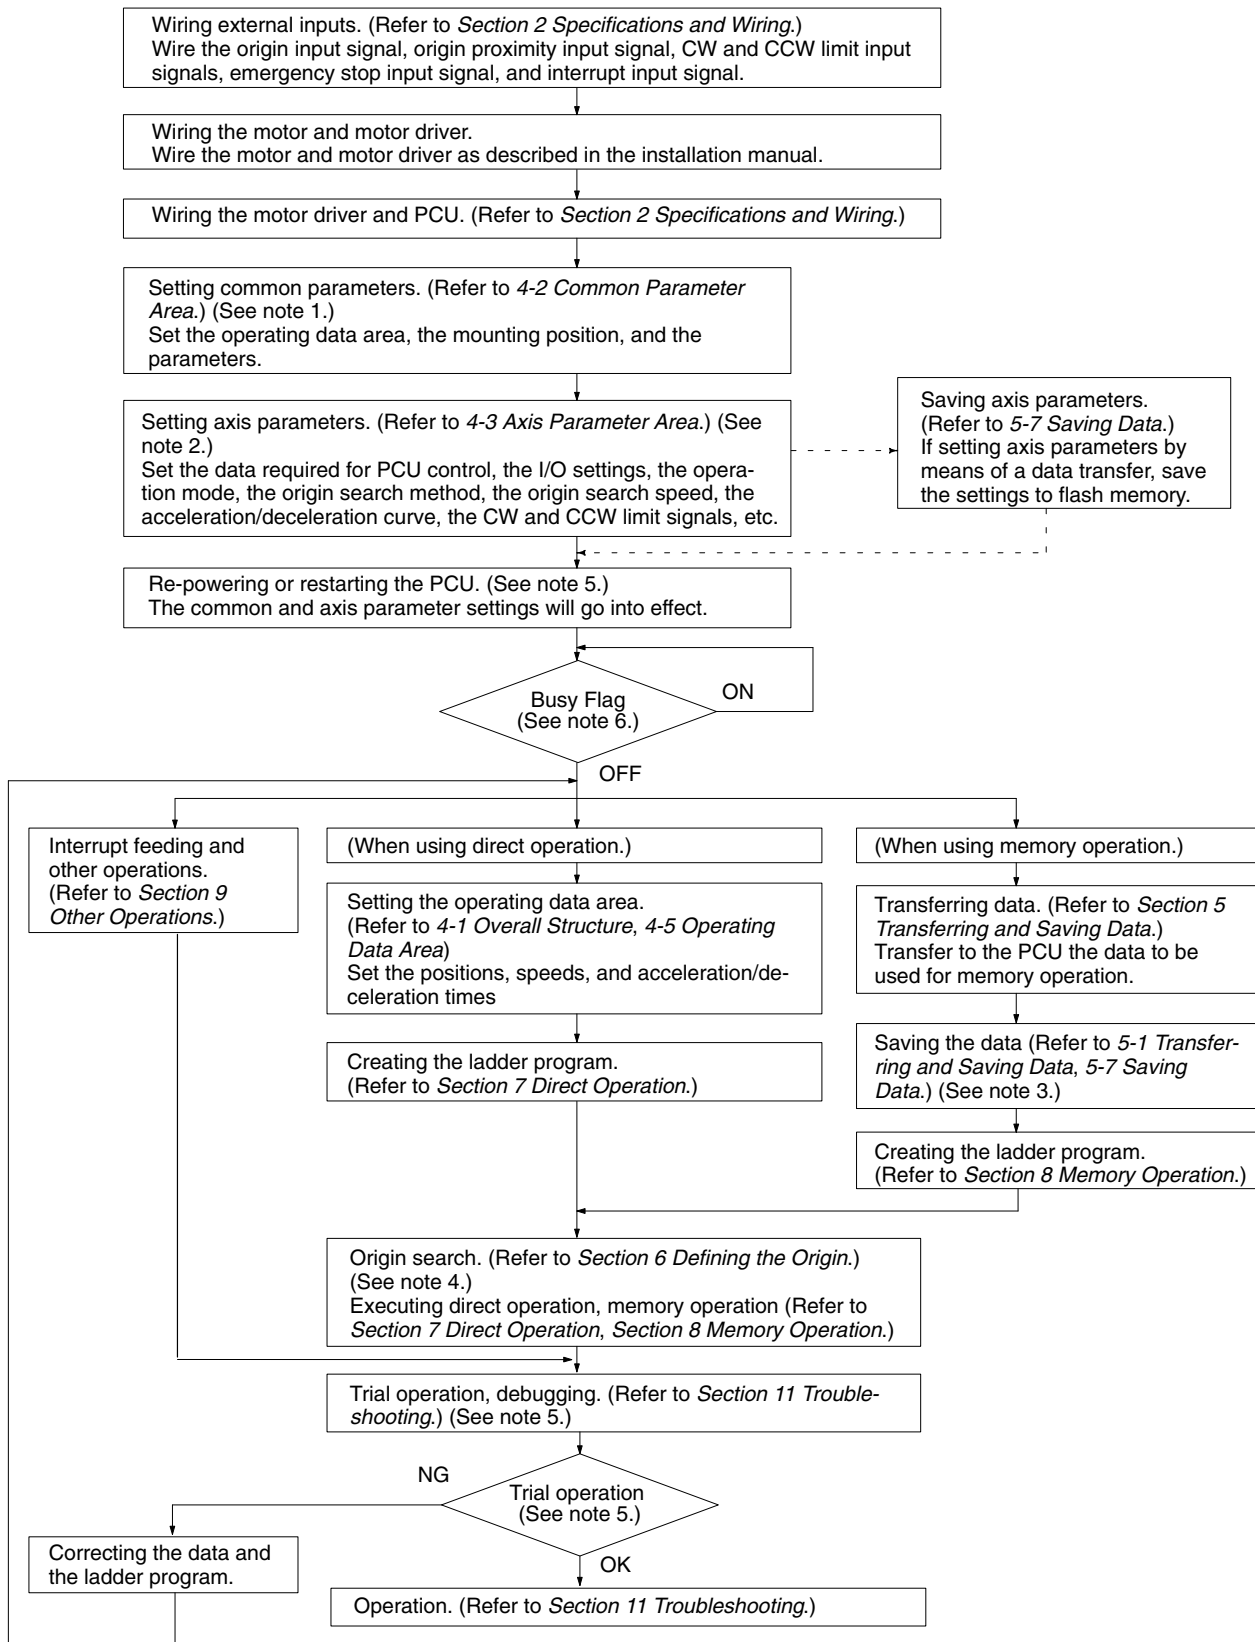 Wiring external inputs. (Refer to Section 2 Specifications and Wiring.)
Wire the origin input signal, origin proximity input signal, CW and CCW limit input
signals, emergency stop input signal, and interrupt input signal.
Wiring the motor and motor driver.
Wire the motor and motor driver as described in the installation manual.
Wiring the motor driver and PCU. (Refer to Section 2 Specifications and Wiring.)
Setting common parameters. (Refer to 4-2 Common Parameter
Area.) (See note 1.)
Set the operating data area, the mounting position, and the
parameters.
Setting axis parameters. (Refer to 4-3 Axis Parameter Area.) (See
note 2.)
Set the data required for PCU control, the I/O settings, the opera-
tion mode, the origin search method, the origin search speed, the
acceleration/deceleration curve, the CW and CCW limit signals, etc.
Saving axis parameters.
(Refer to 5-7 Saving Data.)
If setting axis parameters by
means of a data transfer, save
the settings to flash memory.
Re-powering or restarting the PCU. (See note 5.)
The common and axis parameter settings will go into effect.
Busy Flag
(See note 6.)
ON
OFF
Interrupt feeding and
other operations.
(Refer to Section 9
Other Operations.)
(When using direct operation.)
Setting the operating data area.
(Refer to 4-1 Overall Structure, 4-5 Operating
Data Area)
Set the positions, speeds, and acceleration/de-
celeration times
Creating the ladder program.
(Refer to Section 7 Direct Operation.)
(When using memory operation.)
Transferring data. (Refer to Section 5
Transferring and Saving Data.)
Transfer to the PCU the data to be
used for memory operation.
Saving the data (Refer to 5-1 Transfer-
ring and Saving Data, 5-7 Saving
Data.) (See note 3.)
Creating the ladder program.
(Refer to Section 8 Memory Operation.)
Origin search. (Refer to Section 6 Defining the Origin.)
(See note 4.)
Executing direct operation, memory operation (Refer to
Section 7 Direct Operation, Section 8 Memory Operation.)
Trial operation, debugging. (Refer to Section 11 Trouble-
shooting.) (See note 5.)
NG
Trial operation
(See note 5.)
OK
Correcting the data and
the ladder program.
Operation. (Refer to Section 11 Troubleshooting.)